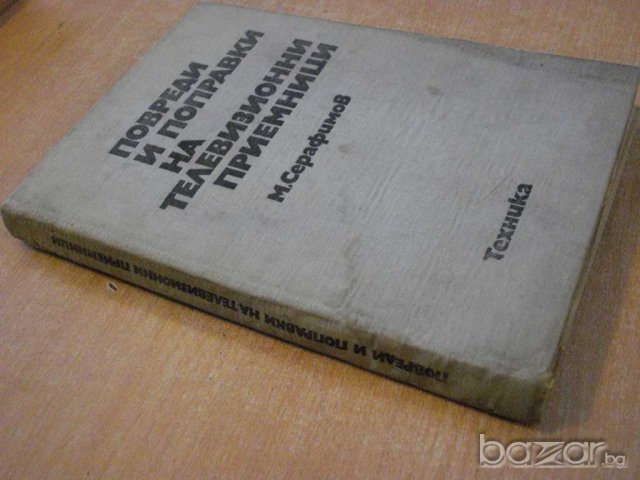 ПОВРЕДИ
И ПОПРАВКИ
НА
ТЕЛЕВИЗИОННИ
ПРИЕМНИЦИ
М.Серафимов
Техника
ПОВРЕДИ И ПОПРАВКИ НА ТЕЛЕВИЗИОННИ ПРИЕМНИЦИ
bazar.bg